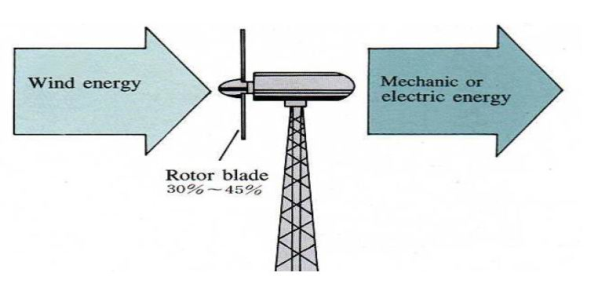 Wind energy
Mechanic or
electric energy
Rotor blade
30%~45%